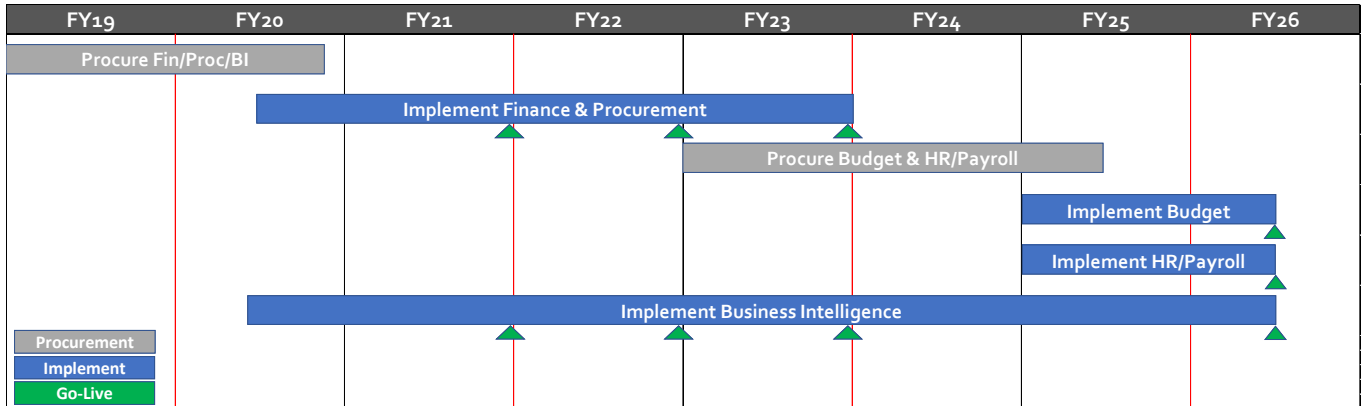 FY19 FY20 FY21 FY22 FY23 FY24 FY25 FY26
Procure Fin/Proc/BI
Implement Finance & Procurement
Procure Budget & HR/Payroll
Implement Budget
Implement HR/Payroll
Implement Business Intelligence
Procurement
Implement
Go-Live